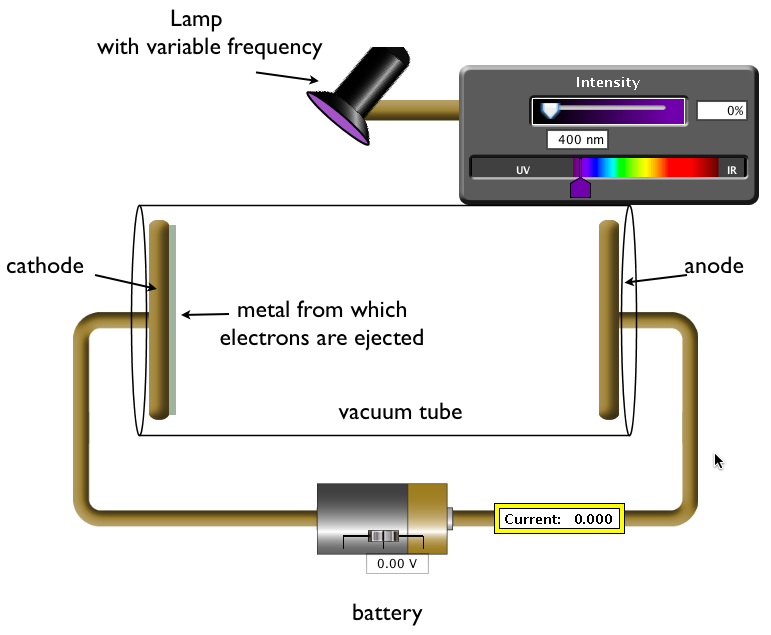 Lamp
with variable frequency
Intensity
0%
400 nm
UV
IR
cathode
anode
metal from which
electrons are ejected
vacuum tube
Current: 0.000
0.00 V
battery